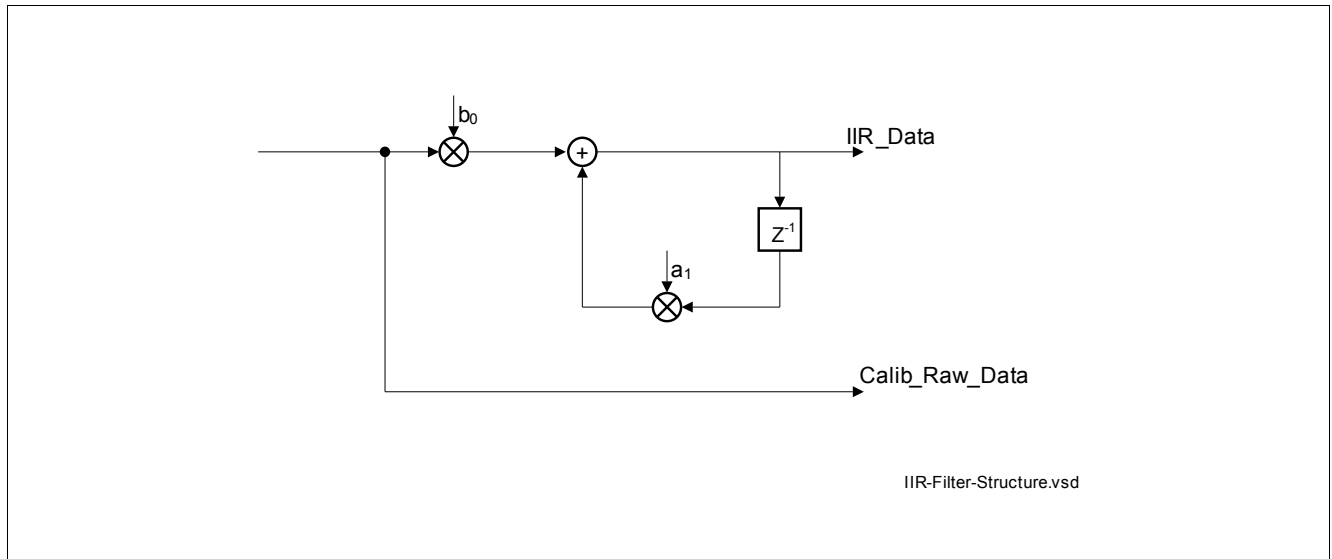 b₀
+
IIR_Data
Z⁻¹
a₁
Calib_Raw_Data
IIR-Filter-Structure.vsd